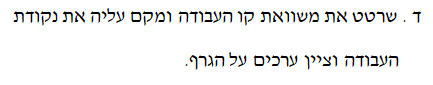 ד . שרטט את משוואת קו העבודה ומקם עליה את נקודת
העבודה וציין ערכים על הגרף.